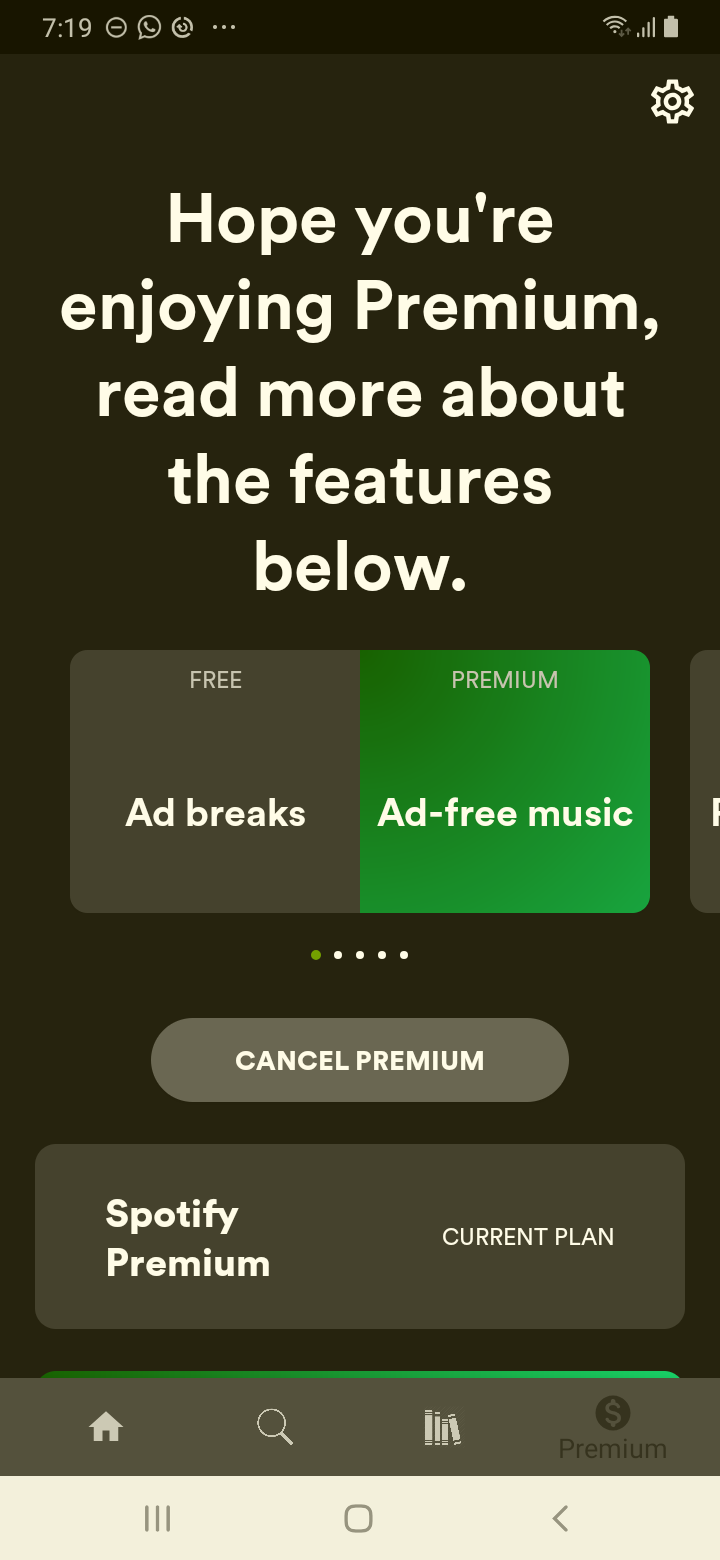 7:19
Hope you're
enjoying Premium,
read more about
the features
below.
FREE
PREMIUM
Ad breaks
Ad-free music
CANCEL PREMIUM
Spotify
Premium
CURRENT PLAN
Premium